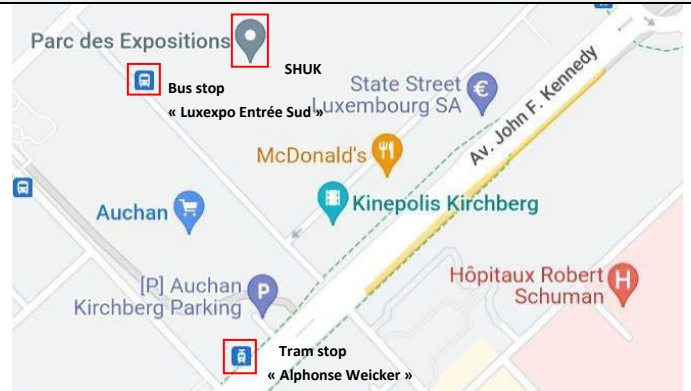 Parc des Expositions
SHUK
Bus stop
« Luxexpo Entrée Sud »
State Street
Luxembourg SA
€
Av. John F. Kennedy
McDonald's
Auchan
Kinepolis Kirchberg
[P] Auchan
Kirchberg Parking
P
Hôpitaux Robert
Schuman
H
Tram stop
« Alphonse Weicker »